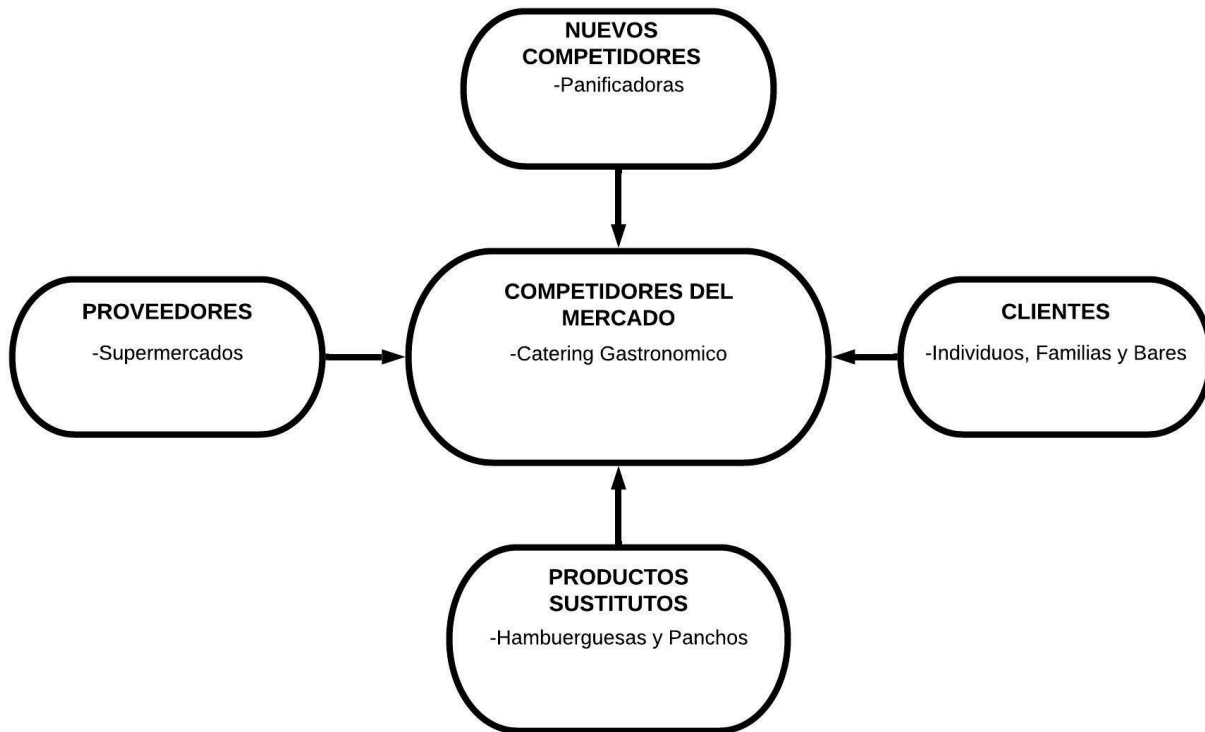 NUEVOS
COMPETIDORES
-Panificadoras
PROVEEDORES
-Supermercados
COMPETIDORES DEL
MERCADO
-Catering Gastronomico
CLIENTES
-Individuos, Familias y Bares
PRODUCTOS
SUSTITUTOS
-Hambuerguesas y Panchos